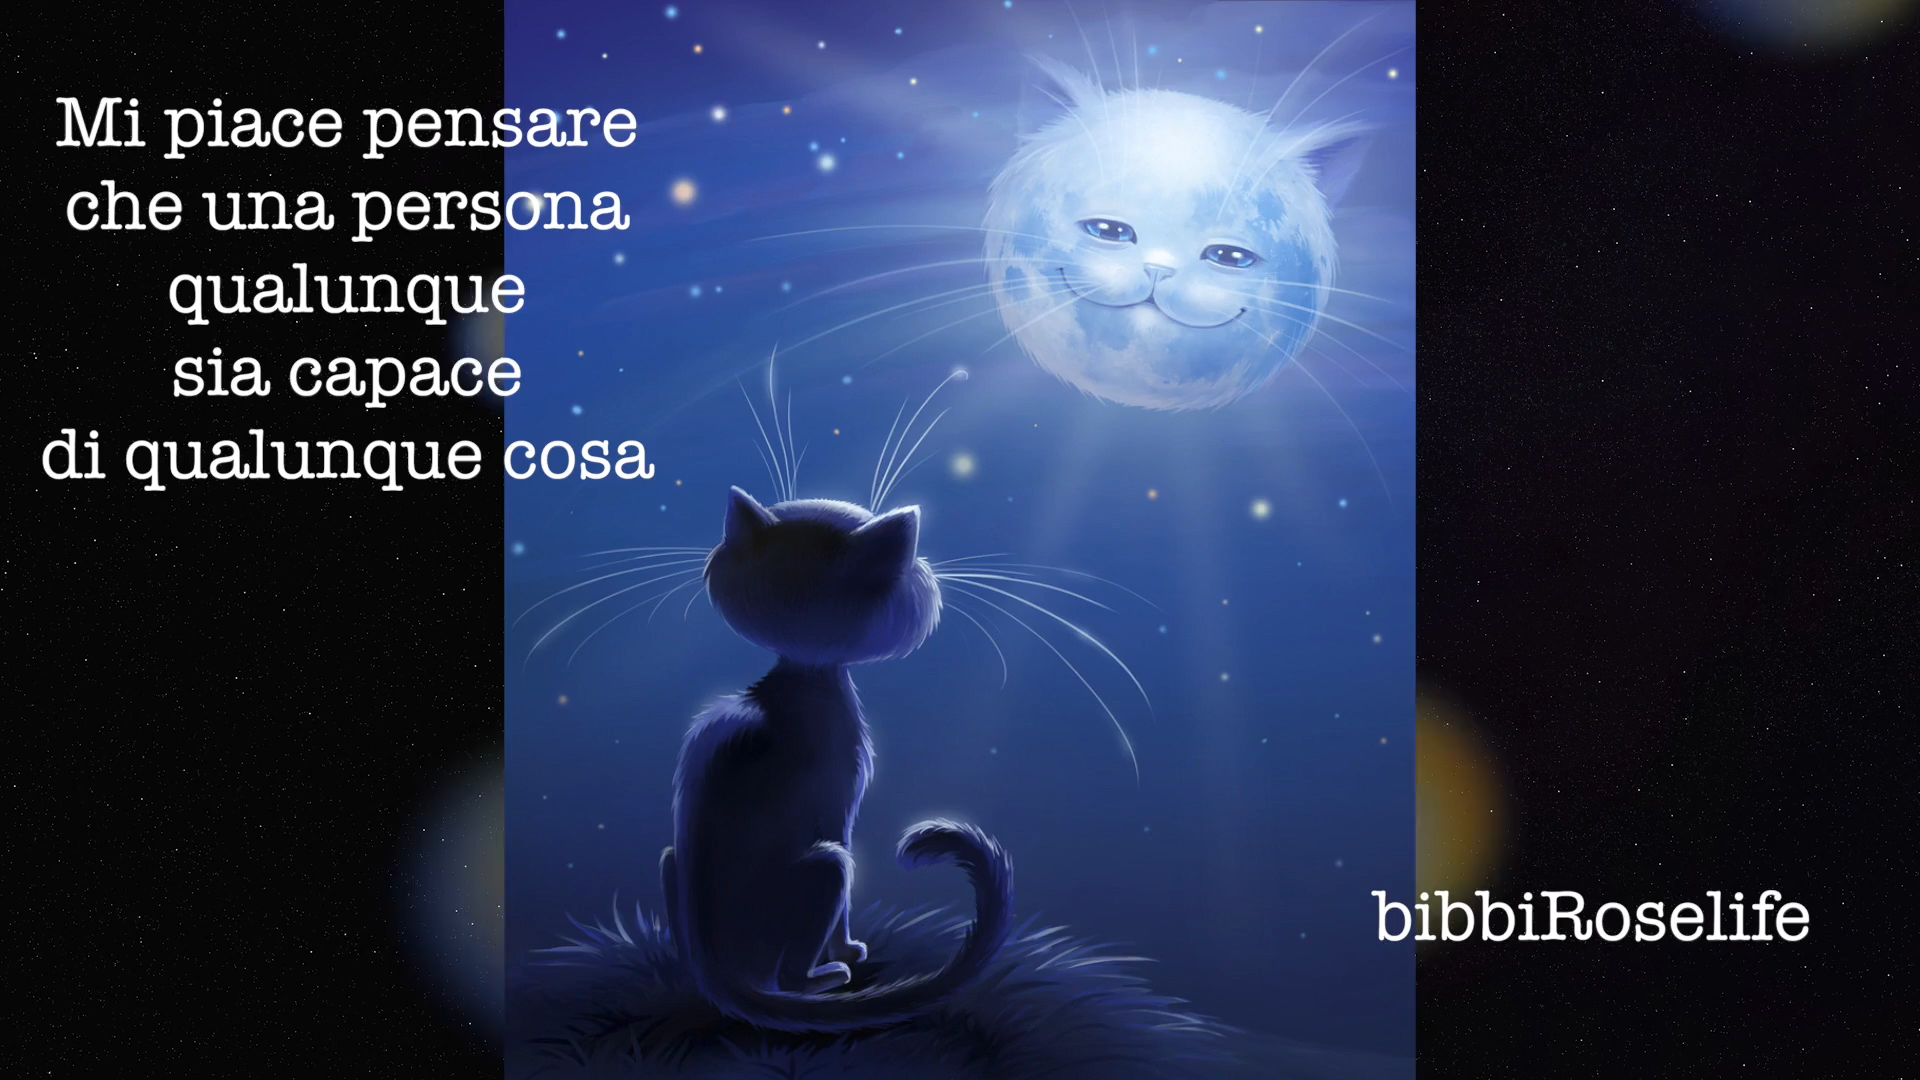 Mi piace pensare
che una persona
qualunque
sia capace
di qualunque cosa
bibbiRoselife